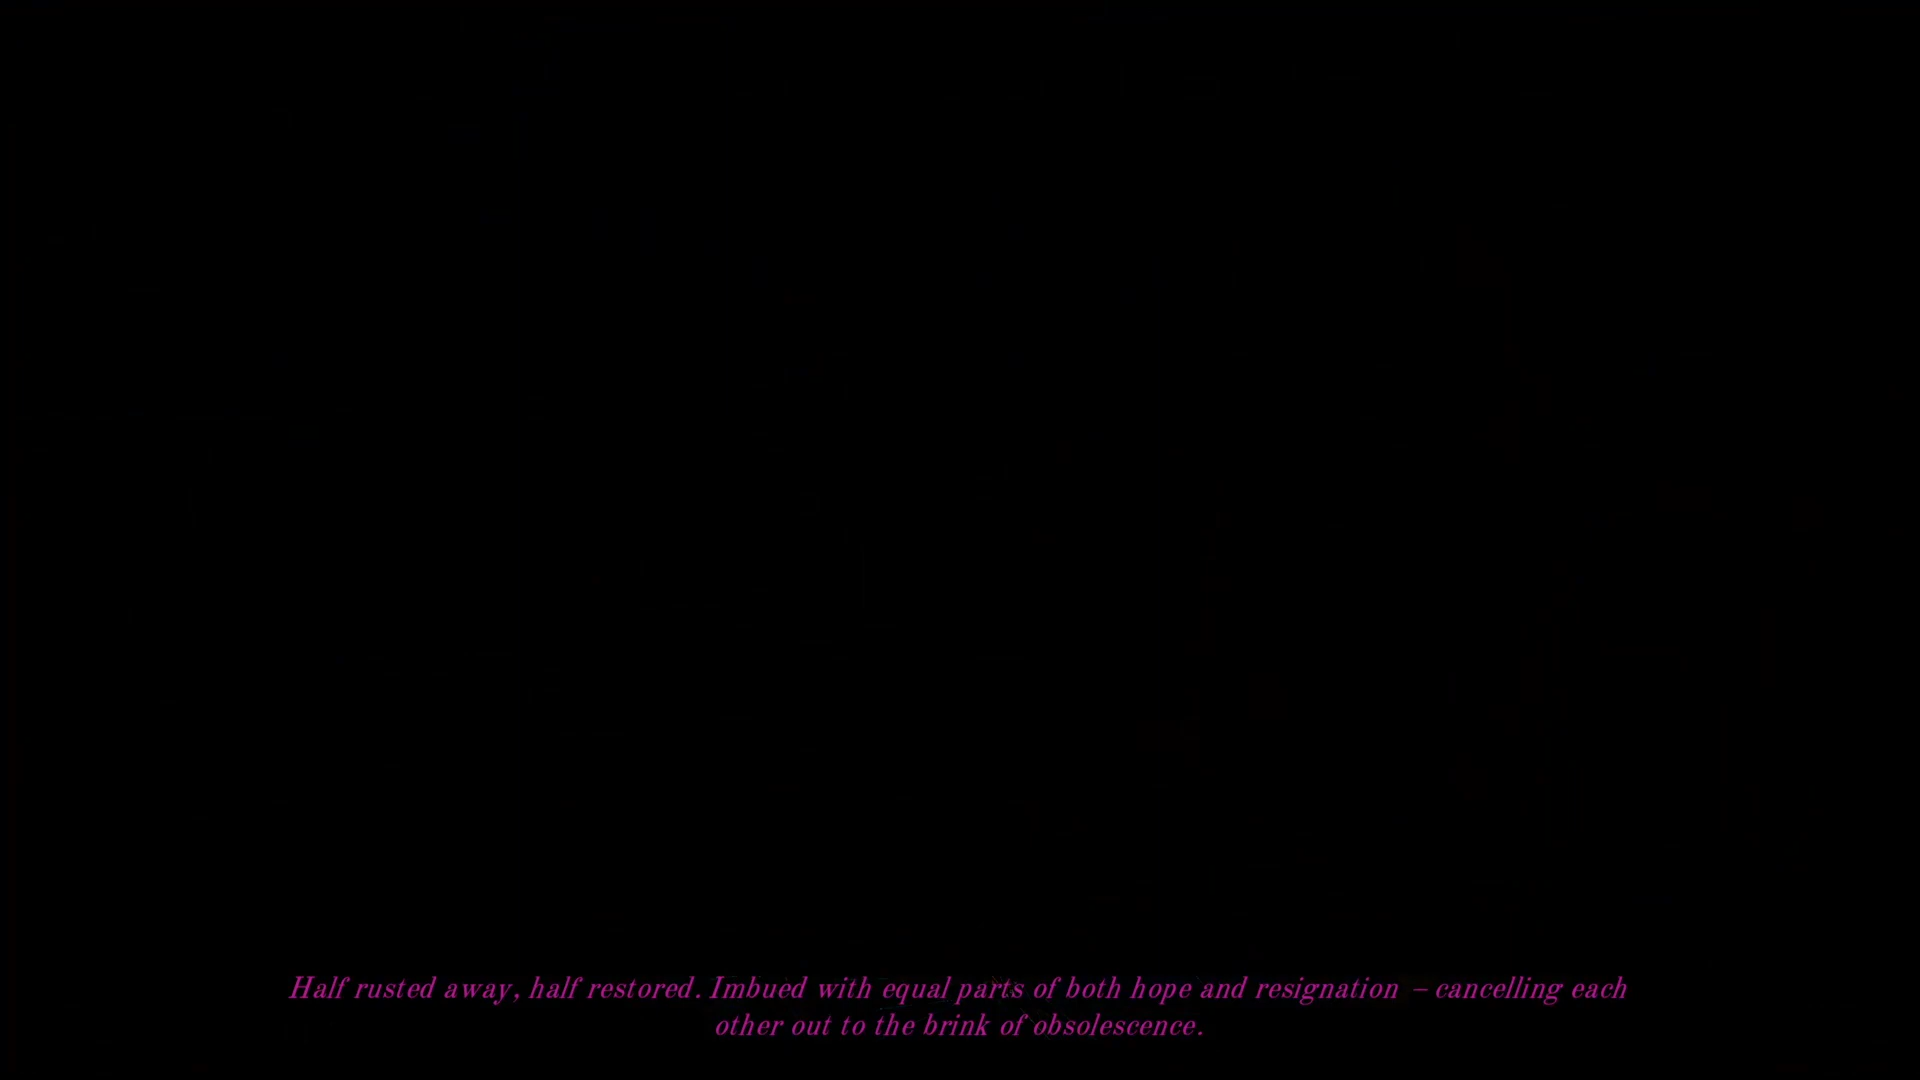 Half rusted away, half restored. Imbued with equal parts of both hope and resignation – cancelling each
other out to the brink of obsolescence.